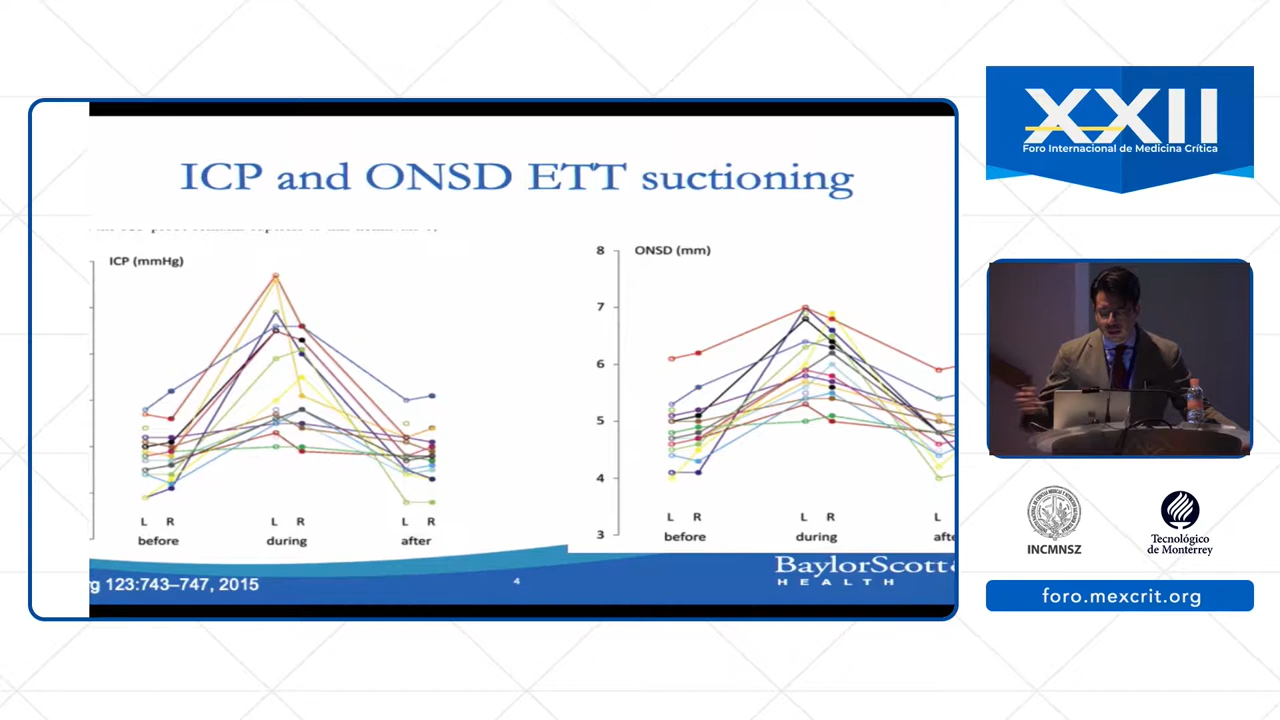 ICP and ONSD ETT suctioning
ICP (mmHg)
L R L R L R
before during after
8 ONSD (mm)
7
6
5
4
3
L R L R L
before during afte
g 123:743–747, 2015
4
BaylorScott
HEALTH
XXII
Foro Internacional de Medicina Crítica
INCMNSZ
Tecnológico
de Monterrey
foro.mexcrit.org